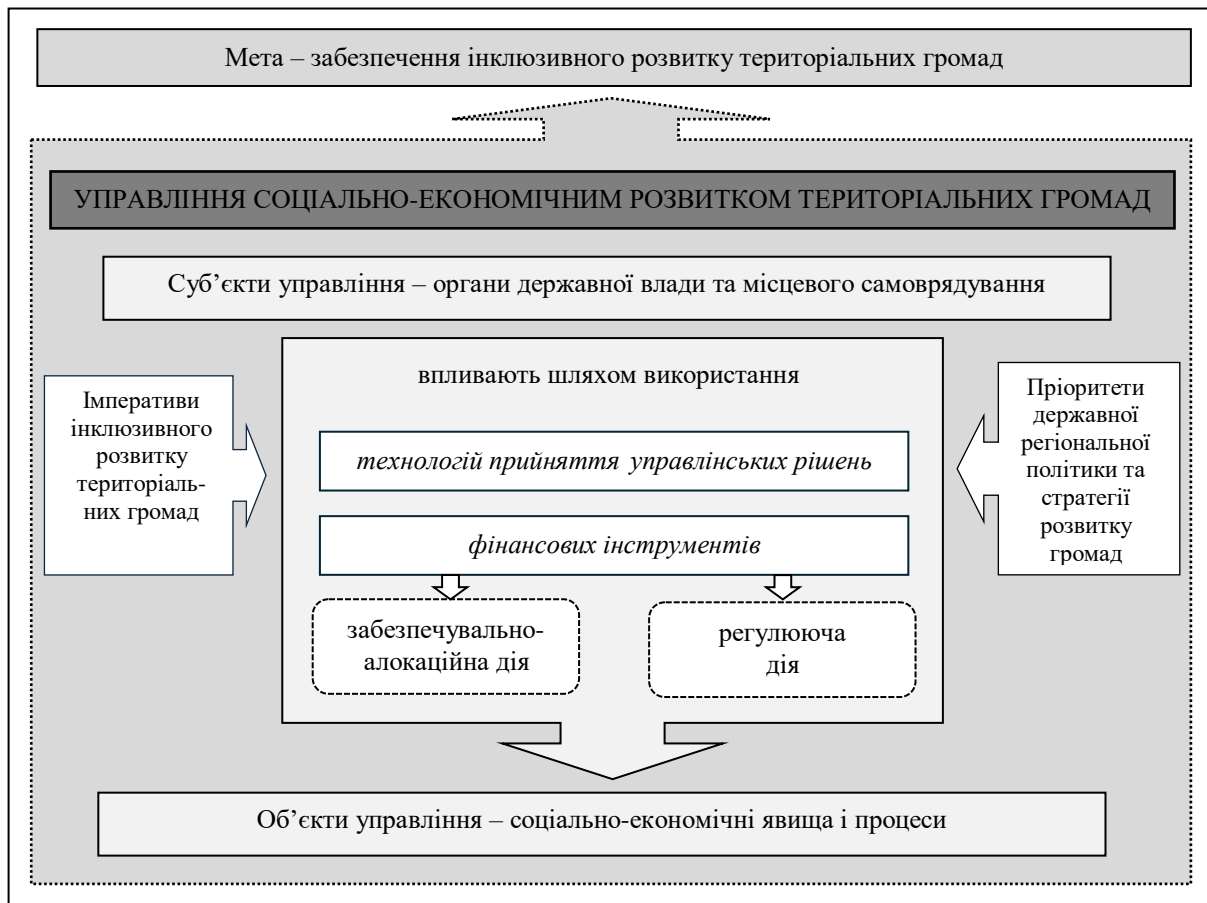 Мета – забезпечення інклюзивного розвитку територіальних громад
УПРАВЛІННЯ СОЦІАЛЬНО-ЕКОНОМІЧНИМ РОЗВИТКОМ ТЕРИТОРІАЛЬНИХ ГРОМАД
Суб’єкти управління – органи державної влади та місцевого самоврядування
Імперативи
інклюзивного
розвитку
територіаль-
них громад
впливають шляхом використання
технологій прийняття управлінських рішень
фінансових інструментів
забезпечувально-
алокаційна дія
регулююча
дія
Пріоритети
державної
регіональної
політики та
стратегії
розвитку
громад
Об’єкти управління – соціально-економічні явища і процеси